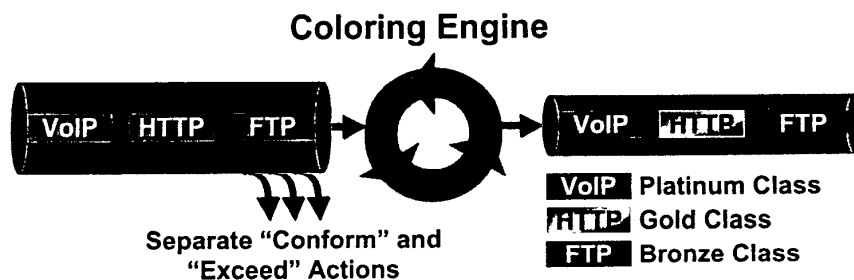 Coloring Engine
VoIP HTTP FTP
VoIP HTTP FTP
VoIP Platinum Class
HTTP Gold Class
FTP Bronze Class
Separate "Conform" and
"Exceed" Actions